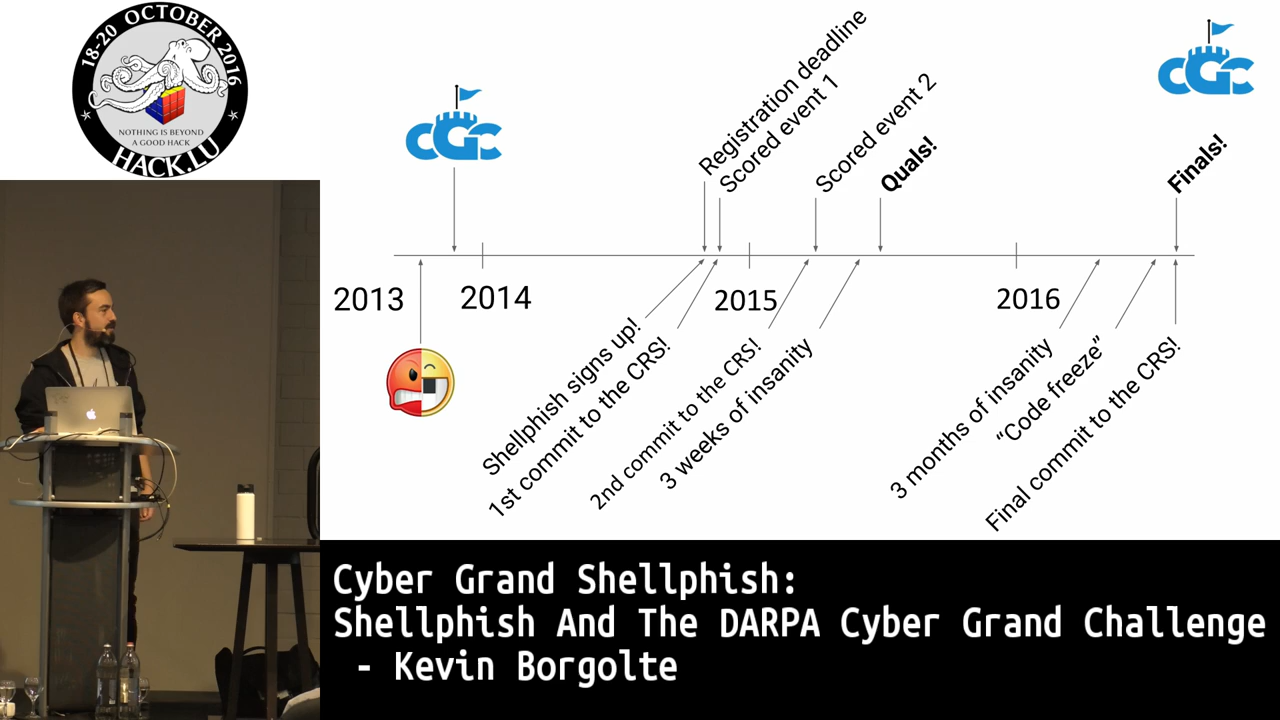 18-20 OCTOBER 2016
NOTHING IS BEYOND
A GOOD HACK
HACK.LU
CGC
CGC
Registration deadline
Scored event 1
Scored event 2
Quals!
Finals!
2013
2014
2015
2016
Shellphish signs up!
1st commit to the CRS!
2nd commit to the CRS!
3 weeks of insanity
3 months of insanity
“Code freeze”
Final commit to the CRS!
Cyber Grand Shellphish:
Shellphish And The DARPA Cyber Grand Challenge
- Kevin Borgolte